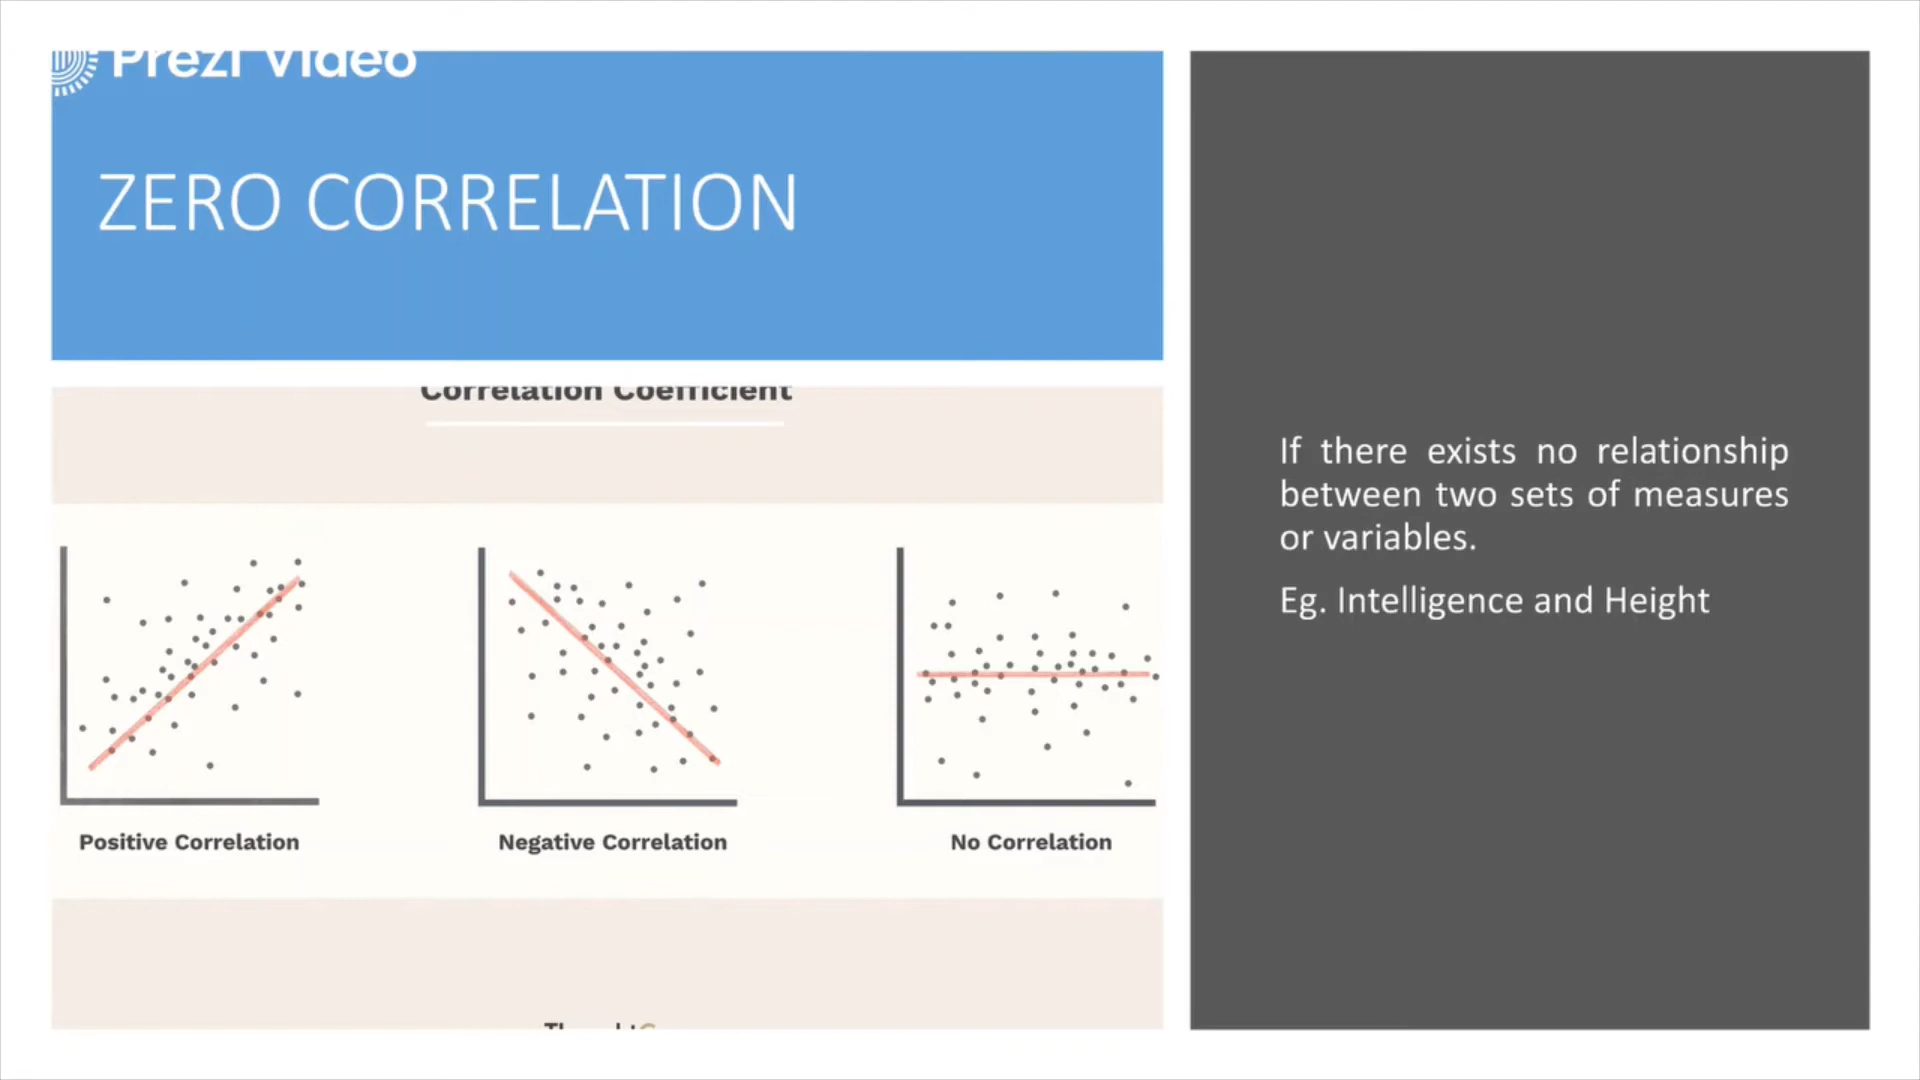 Prezi Video
ZERO CORRELATION
Correlation Coefficient
Positive Correlation
Negative Correlation
No Correlation
If there exists no relationship
between two sets of measures
or variables.
Eg. Intelligence and Height